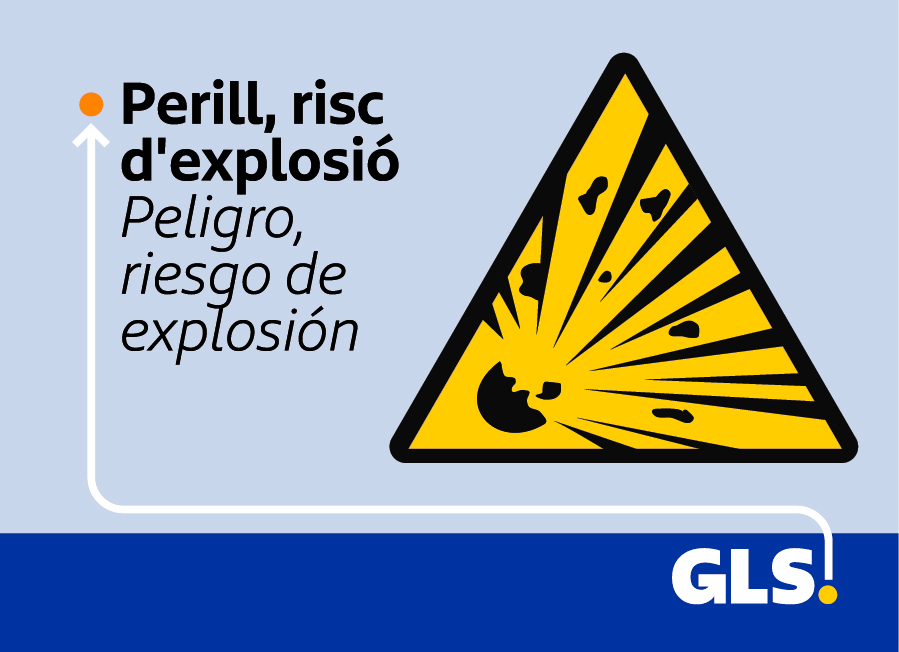 Perill, risc
d'explosió
Peligro,
riesgo de
explosión
GLS.